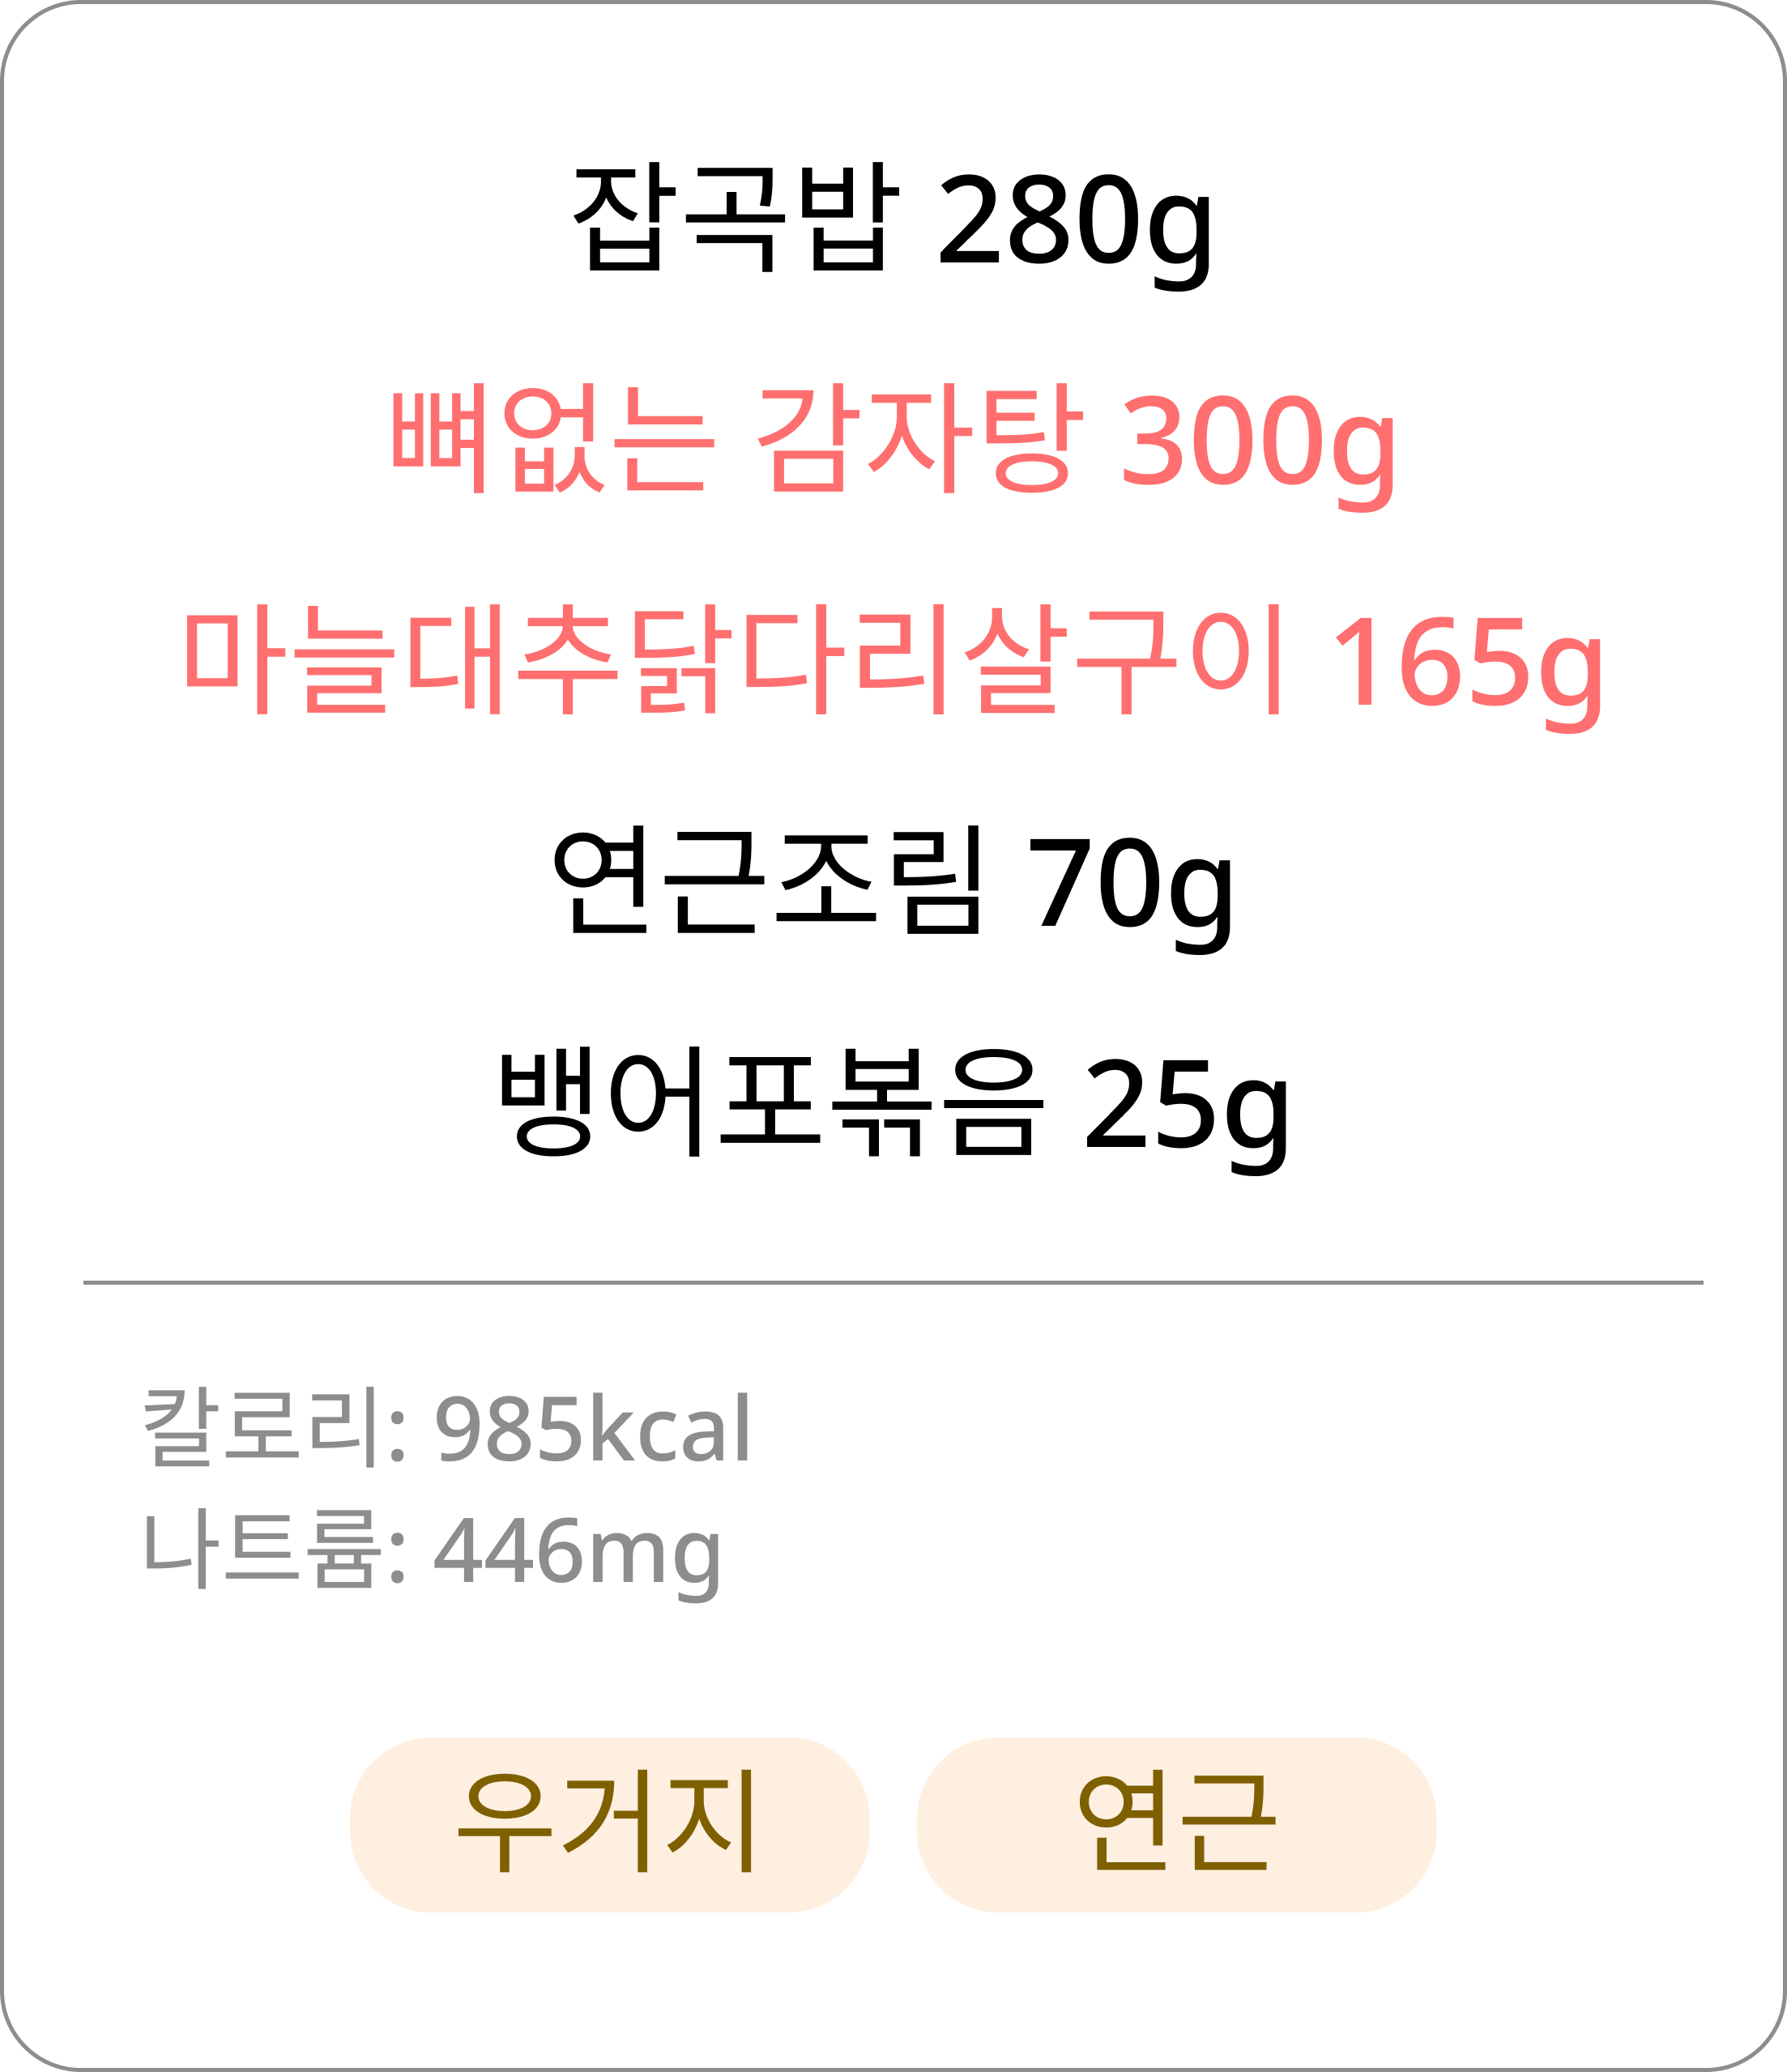 잡곡밥 280g
뼈없는 감자탕 300g
마늘대추닭다리살구이 165g
연근조림 70g
뱅어포볶음 25g
칼로리: 985kcal
나트륨: 446mg
우거지 연근